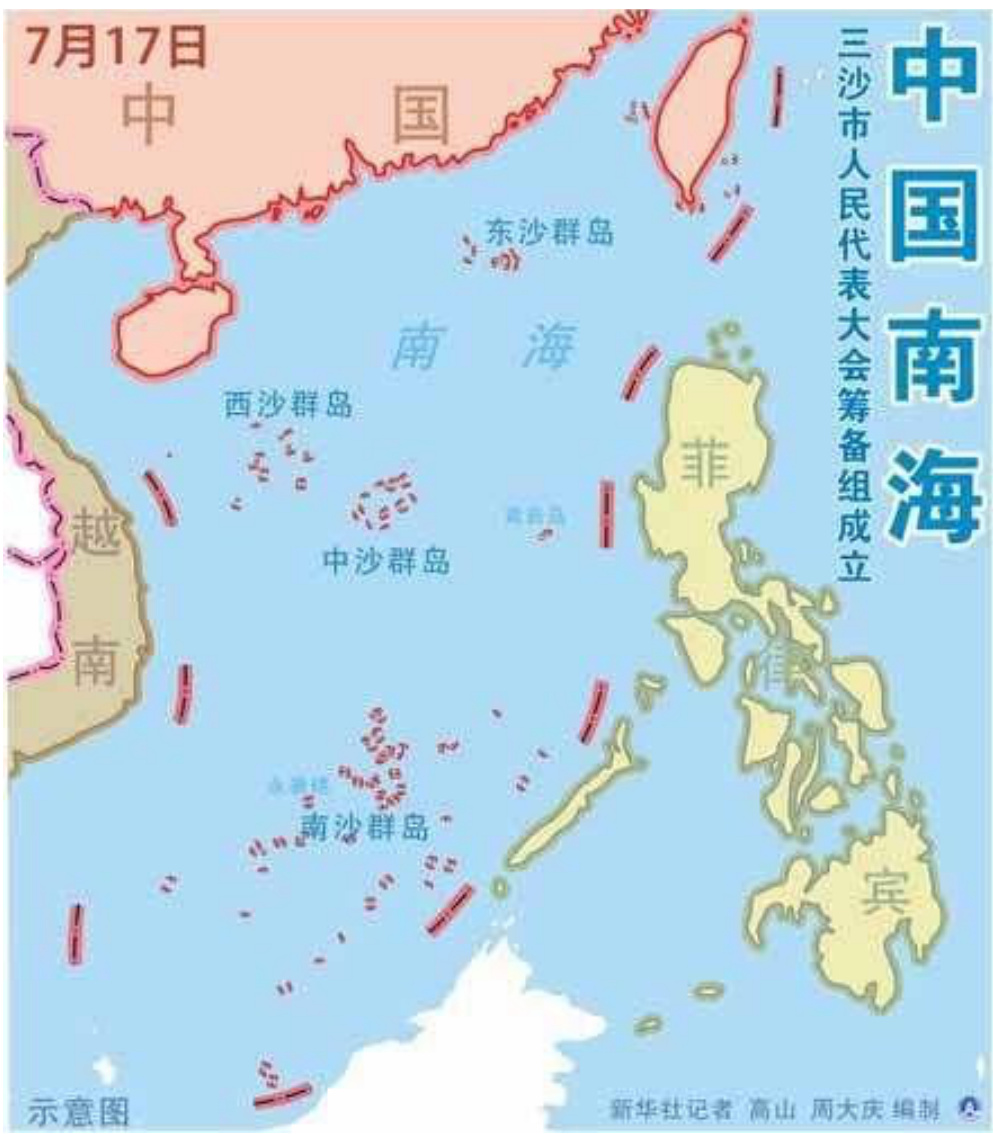 7月17日
中国
中国南海
三沙市人民代表大会筹备组成立
东沙群岛
南海
西沙群岛
菲律宾
黄岩岛
越南
中沙群岛
南沙群岛
示意图
新华社记者 高山 周大庆 编制